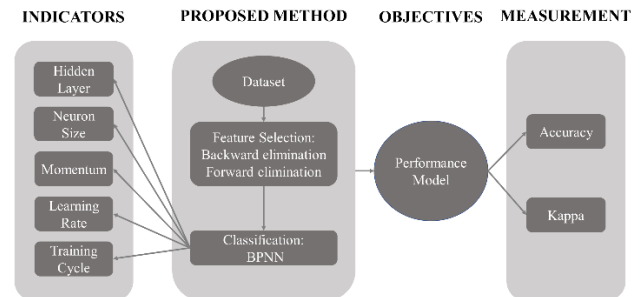 INDICATORS
PROPOSED METHOD
OBJECTIVES
MEASUREMENT
Hidden
Layer
Neuron
Size
Momentum
Learning
Rate
Training
Cycle
Dataset
Feature Selection:
Backward elimination
Forward climination
Classification:
BPNN
Performance
Model
Accuracy
Kappa